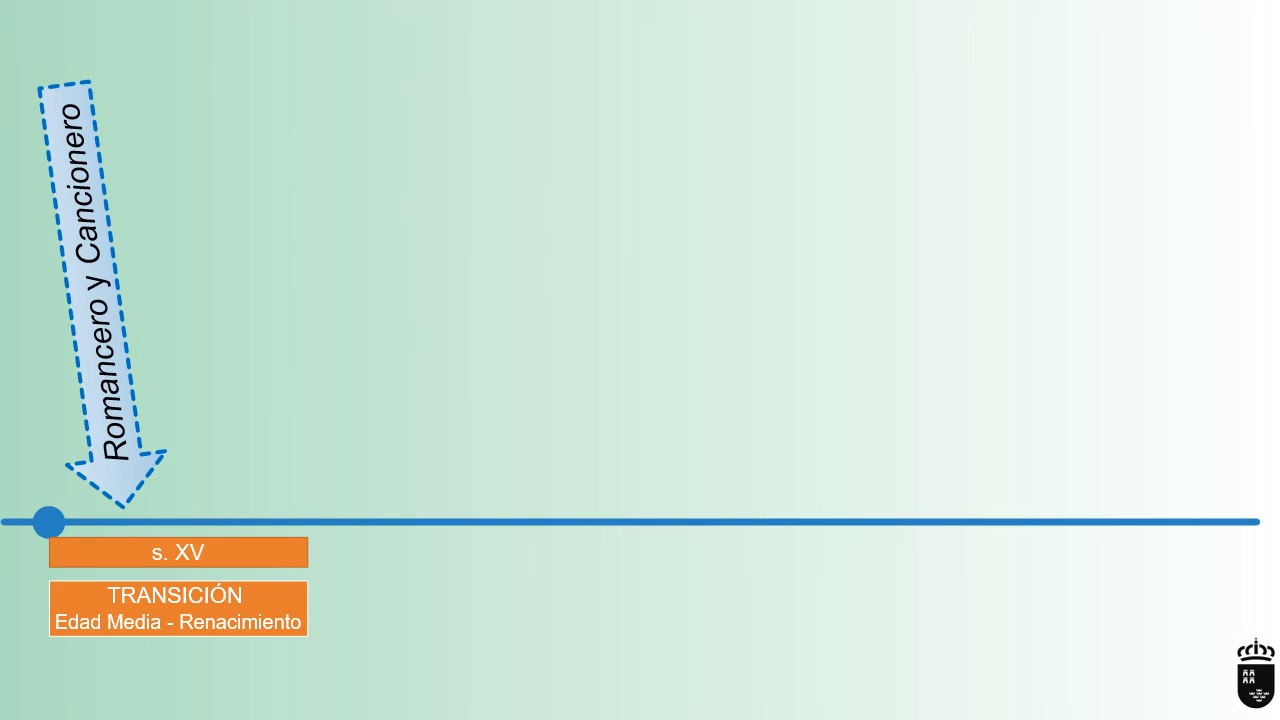 Romancero y Cancionero
s. XV
TRANSICIÓN
Edad Media - Renacimiento